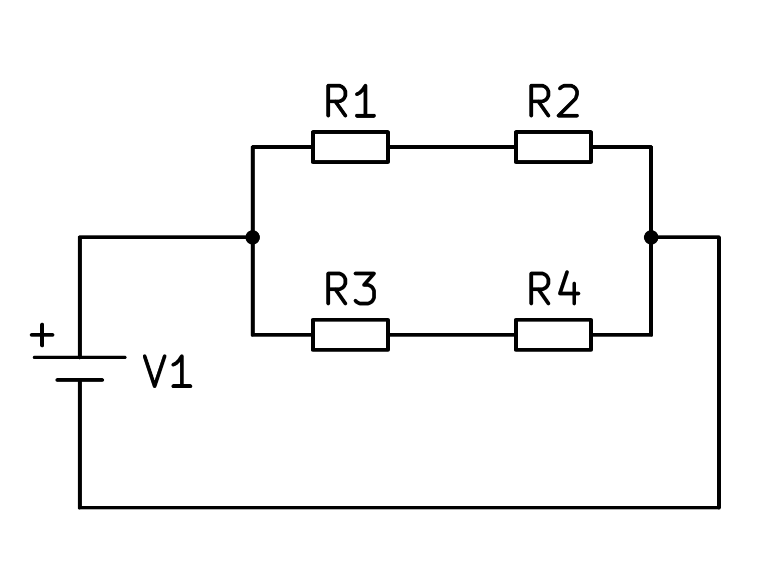 R1 R2
R3 R4
+
V1